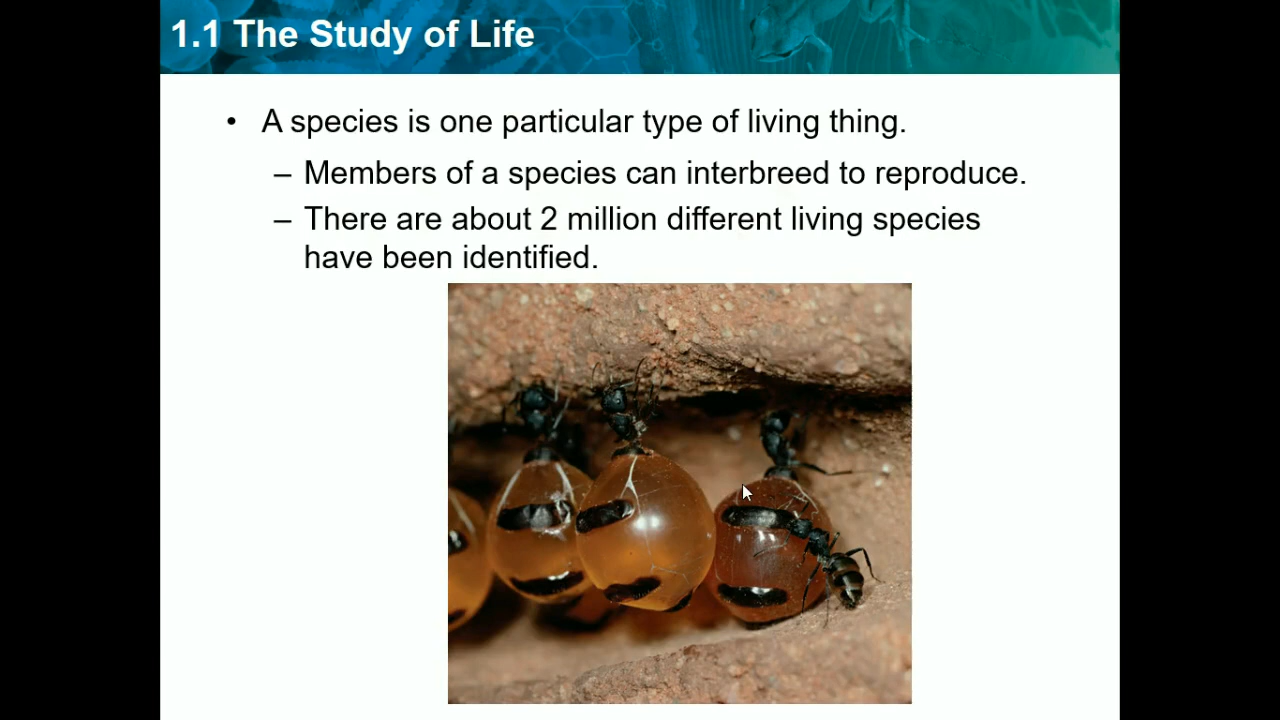 1.1 The Study of Life
• A species is one particular type of living thing.
– Members of a species can interbreed to reproduce.
– There are about 2 million different living species
have been identified.